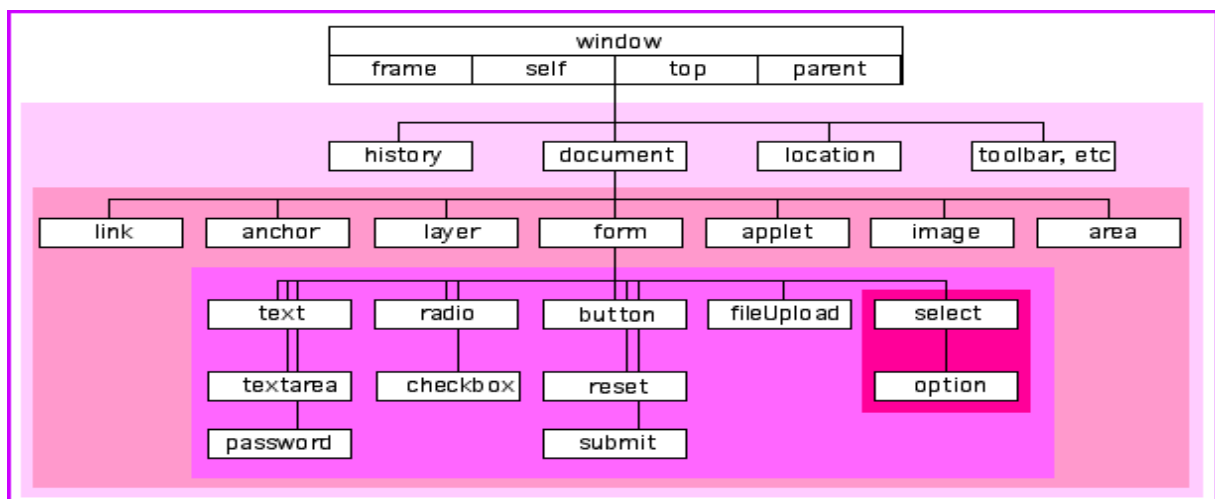 window
frame self top parent
history document location toolbar, etc
link anchor layer form applet image area
text radio button fileUpload select
textarea checkbox reset option
password submit